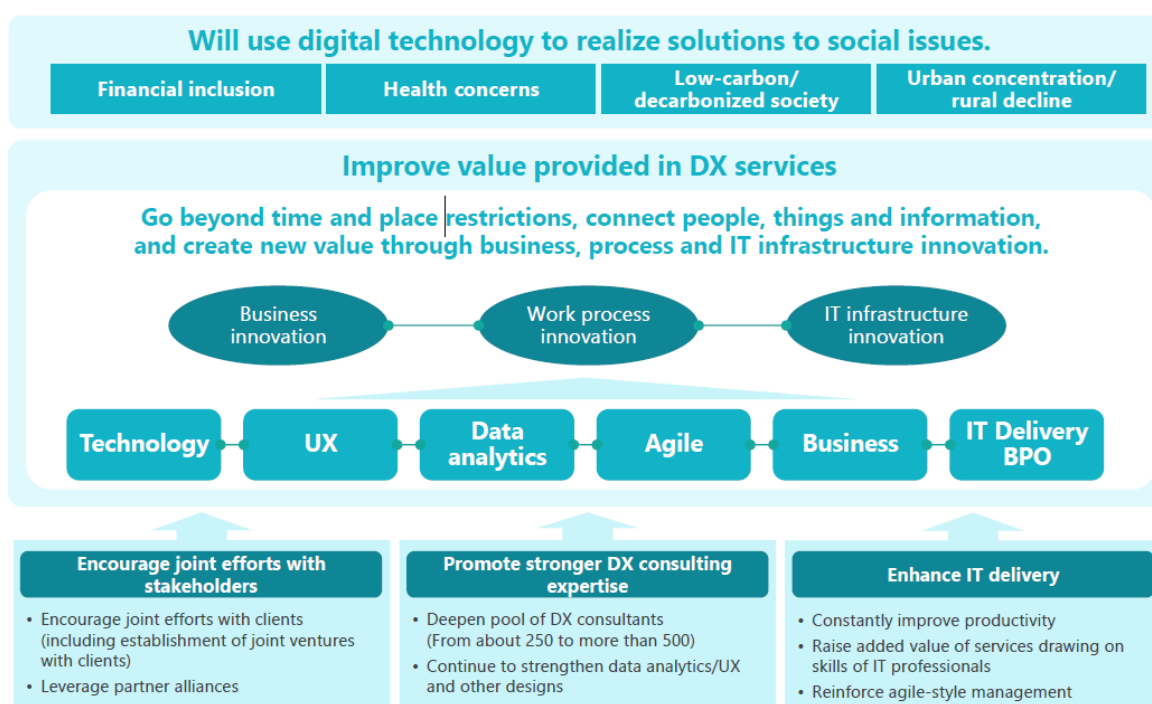 Will use digital technology to realize solutions to social issues.
Financial inclusion
Health concerns
Low-carbon/
decarbonized society
Urban concentration/
rural decline
Improve value provided in DX services
Go beyond time and place restrictions, connect people, things and information,
and create new value through business, process and IT infrastructure innovation.
Business
innovation
Work process
innovation
IT infrastructure
innovation
Technology
UX
Data
analytics
Agile
Business
IT Delivery
BPO
Encourage joint efforts with
stakeholders
• Encourage joint efforts with clients
(including establishment of joint ventures
with clients)
• Leverage partner alliances
Promote stronger DX consulting
expertise
• Deepen pool of DX consultants
(From about 250 to more than 500)
• Continue to strengthen data analytics/UX
and other designs
Enhance IT delivery
• Constantly improve productivity
• Raise added value of services drawing on
skills of IT professionals
• Reinforce agile-style management